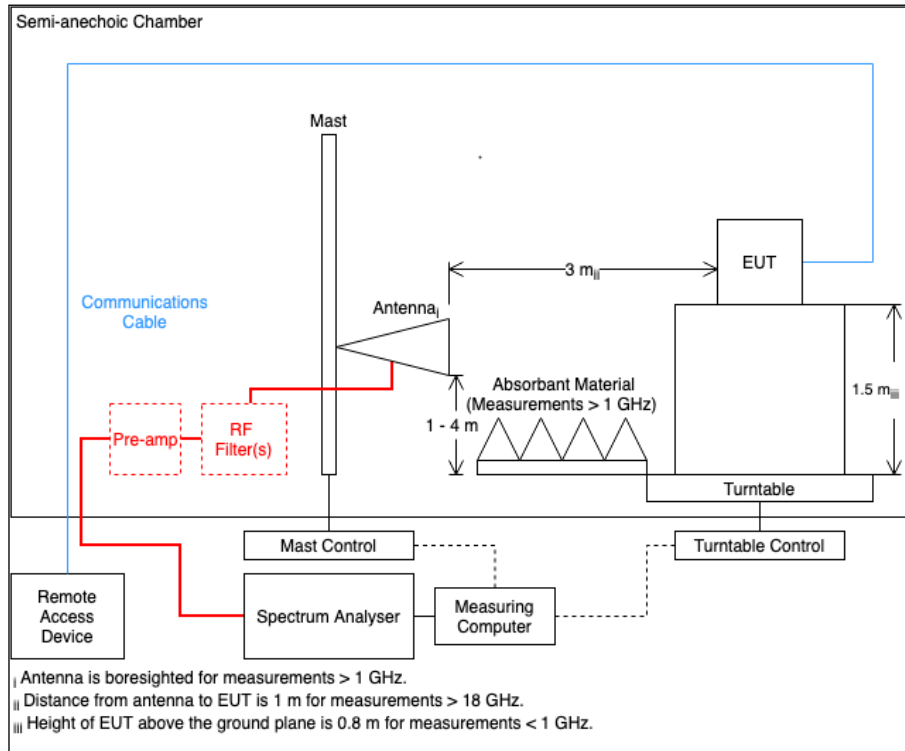 Semi-anechoic Chamber
Mast
EUT
3 m ii
Communications
Cable
Antenna i
Absorbant Material
(Measurements > 1 GHz)
1.5 m iii
1 - 4 m
Pre-amp
RF
Filter(s)
Turntable
Mast Control
Turntable Control
Remote
Access
Device
Spectrum Analyser
Measuring
Computer
i Antenna is boresighted for measurements > 1 GHz.
ii Distance from antenna to EUT is 1 m for measurements > 18 GHz.
iii Height of EUT above the ground plane is 0.8 m for measurements < 1 GHz.